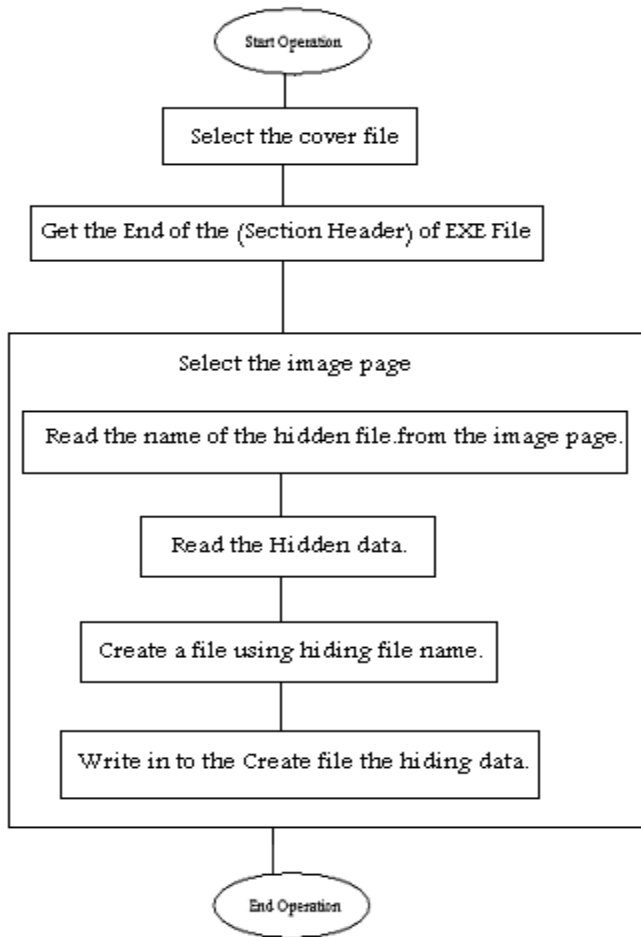 Start Operation
Select the cover file
Get the End of the (Section Header) of EXE File
Select the image page
Read the name of the hidden file.from the image page.
Read the Hidden data.
Create a file using hiding file name.
Write in to the Create file the hiding data.
End Operation